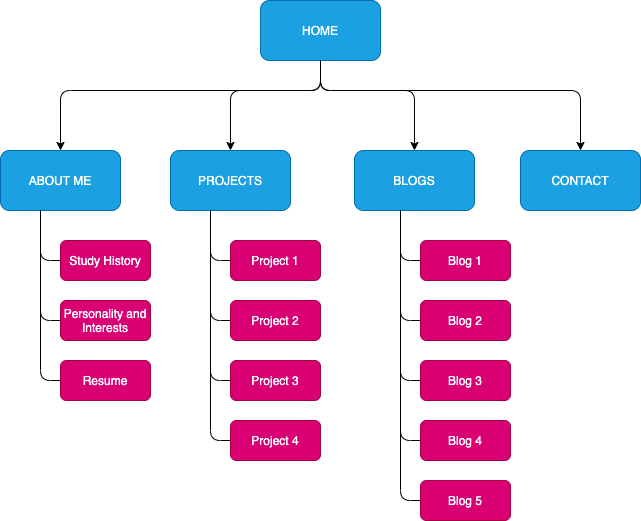 HOME
ABOUT ME
PROJECTS
BLOGS
CONTACT
Study History
Personality and
Interests
Resume
Project 1
Project 2
Project 3
Project 4
Blog 1
Blog 2
Blog 3
Blog 4
Blog 5